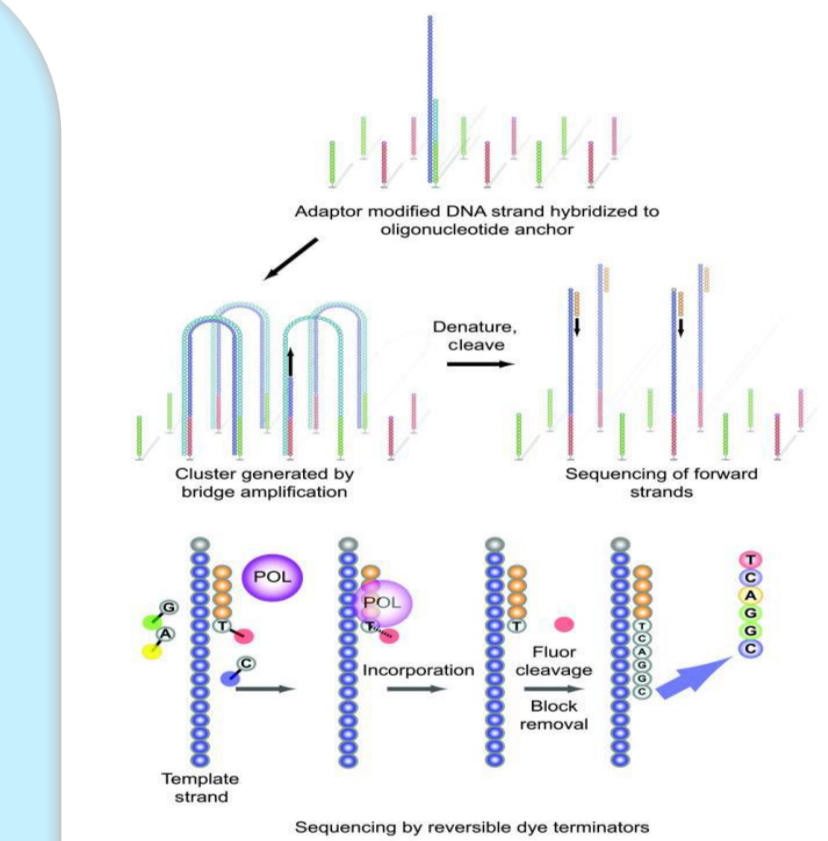 Adaptor modified DNA strand hybridized to
oligonucleotide anchor
Denature,
cleave
Cluster generated by
bridge amplification
Sequencing of forward
strands
POL
G
A
T
C
Template
strand
POL
T
Incorporation
T
Fluor
cleavage
Block
removal
T
C
A
G
G
C
T
C
A
G
G
C
Sequencing by reversible dye terminators